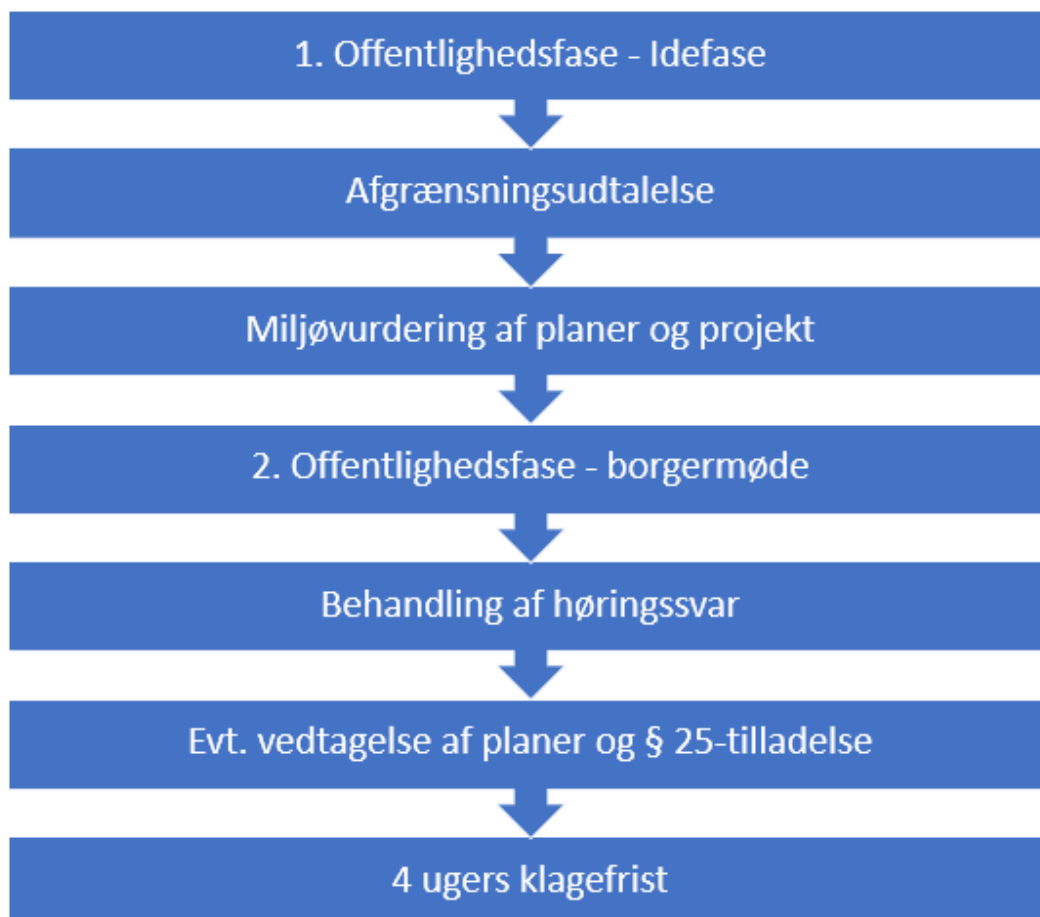 1. Offentlighedsfase - Idefase
Afgrænsningsudtalelse
Miljøvurdering af planer og projekt
2. Offentlighedsfase - borgermøde
Behandling af høringssvar
Evt. vedtagelse af planer og § 25-tilladelse
4 ugers klagefrist